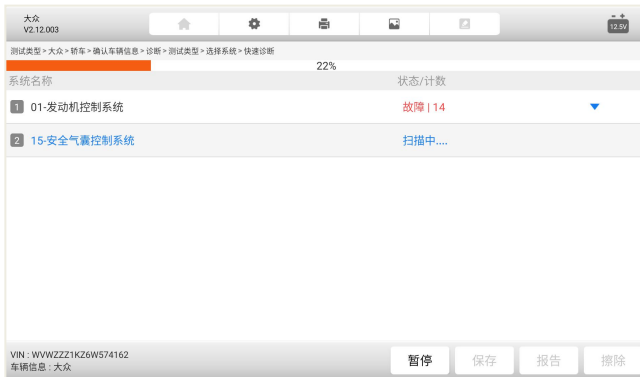 大众
V2.12.003
12.5V
测试类型 > 大众 > 轿车 > 确认车辆信息 > 诊断 > 测试类型 > 选择系统 > 快速诊断
22%
系统名称 状态/计数
1 01-发动机控制系统 故障 | 14
2 15-安全气囊控制系统 扫描中....
VIN : WVWZZZ1KZ6W574162
车辆信息 : 大众
暂停 保存 报告 擦除